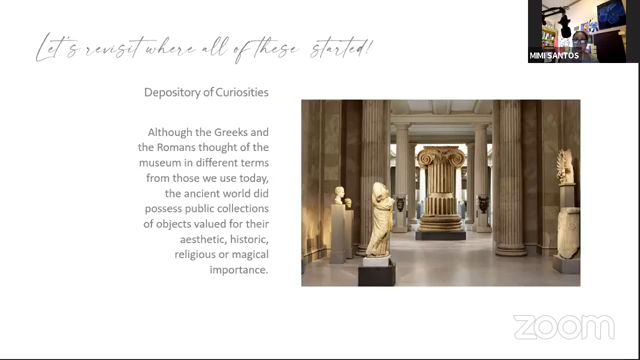 Let's revisit where all of these started!
MIMI SANTOS
Depository of Curiosities
Although the Greeks and
the Romans thought of the
museum in different terms
from those we use today,
the ancient world did
possess public collections
of objects valued for their
aesthetic, historic,
religious or magical
importance.
zoom